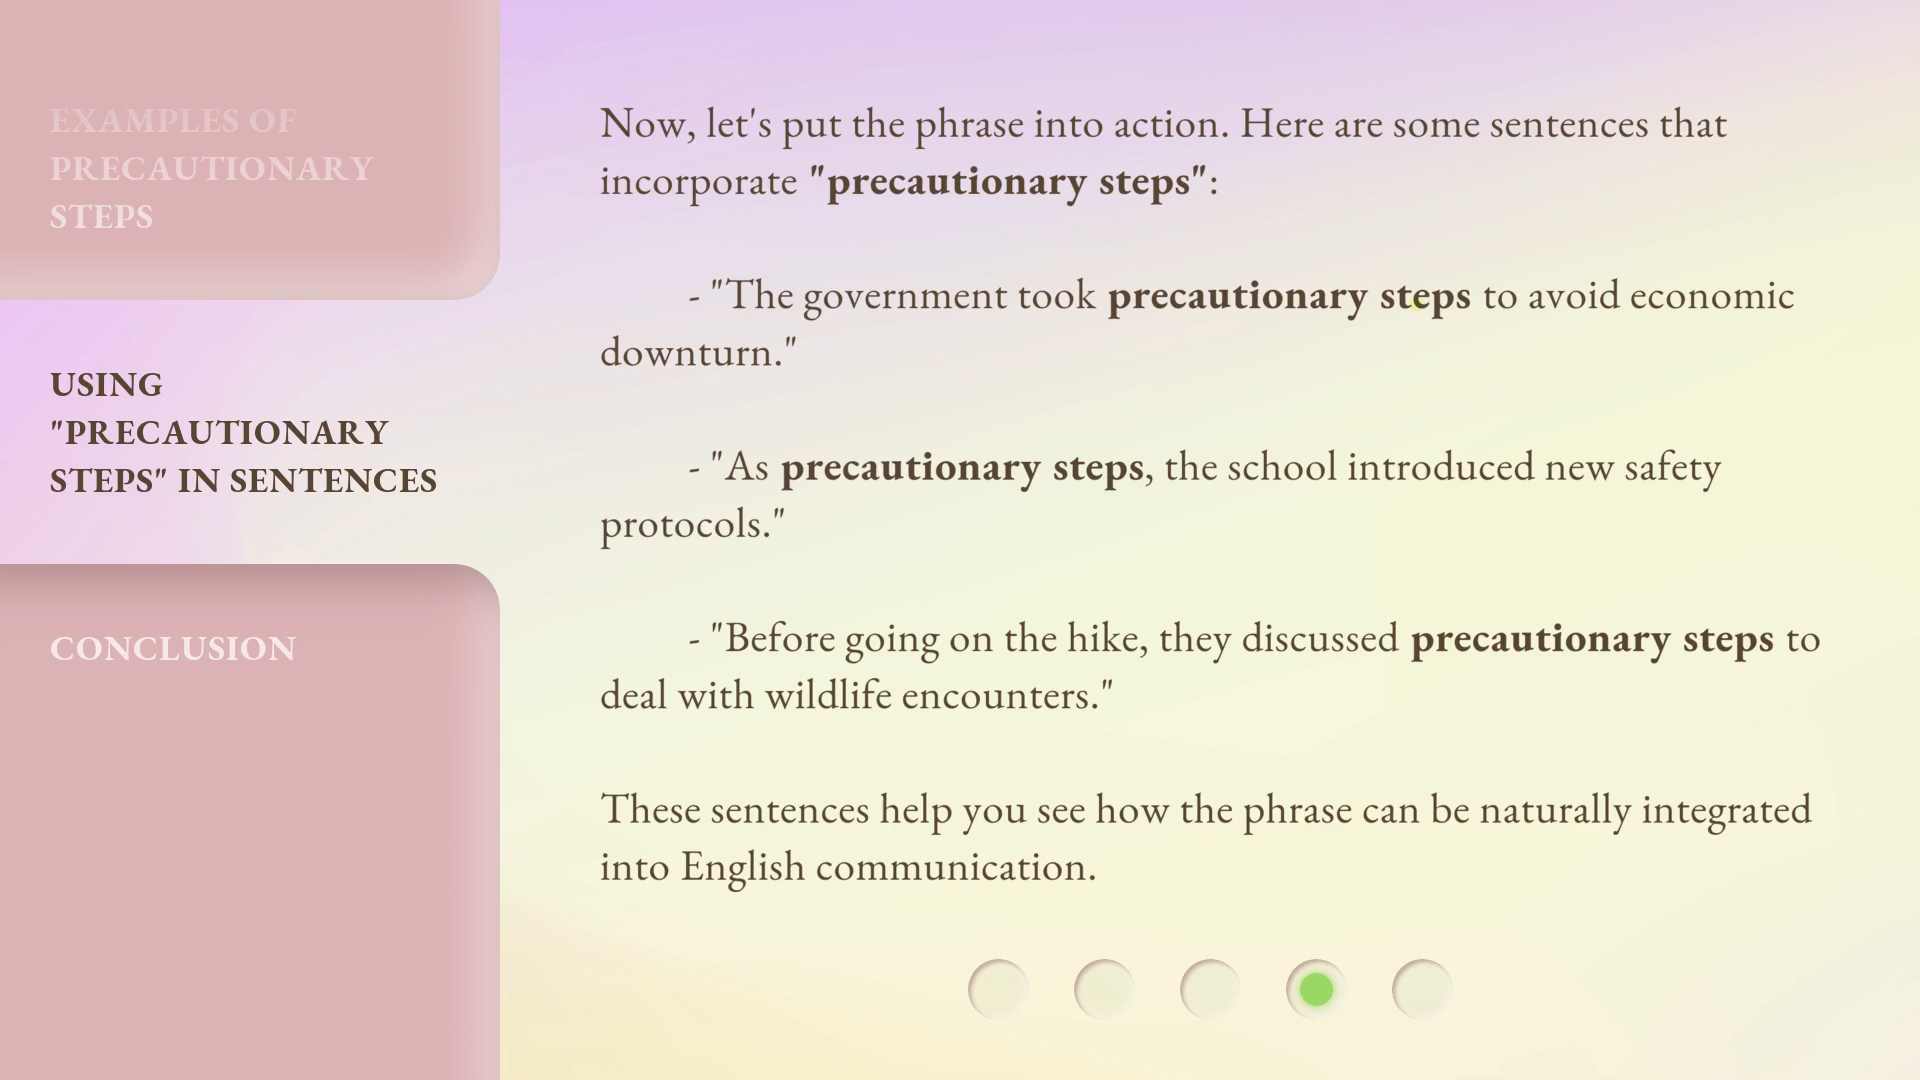 EXAMPLES OF
PRECAUTIONARY
STEPS
USING
"PRECAUTIONARY
STEPS" IN SENTENCES
CONCLUSION
Now, let's put the phrase into action. Here are some sentences that
incorporate "precautionary steps":
- "The government took precautionary steps to avoid economic
downturn."
- "As precautionary steps, the school introduced new safety
protocols."
- "Before going on the hike, they discussed precautionary steps to
deal with wildlife encounters."
These sentences help you see how the phrase can be naturally integrated
into English communication.